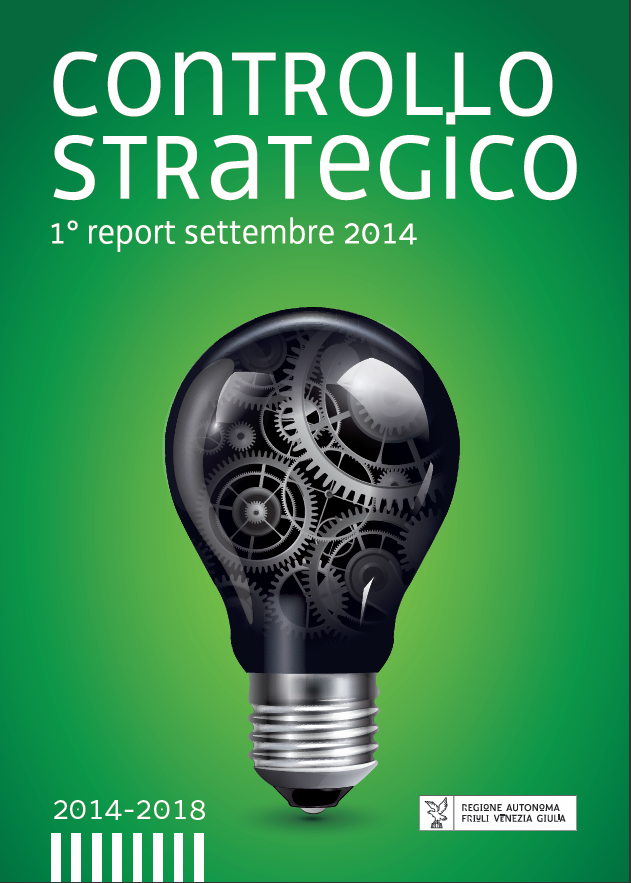 CONTROLLO
STRATEGICO
1° report settembre 2014
2014-2018
REGIONE AUTONOMA
FRIULI VENEZIA GIULIA